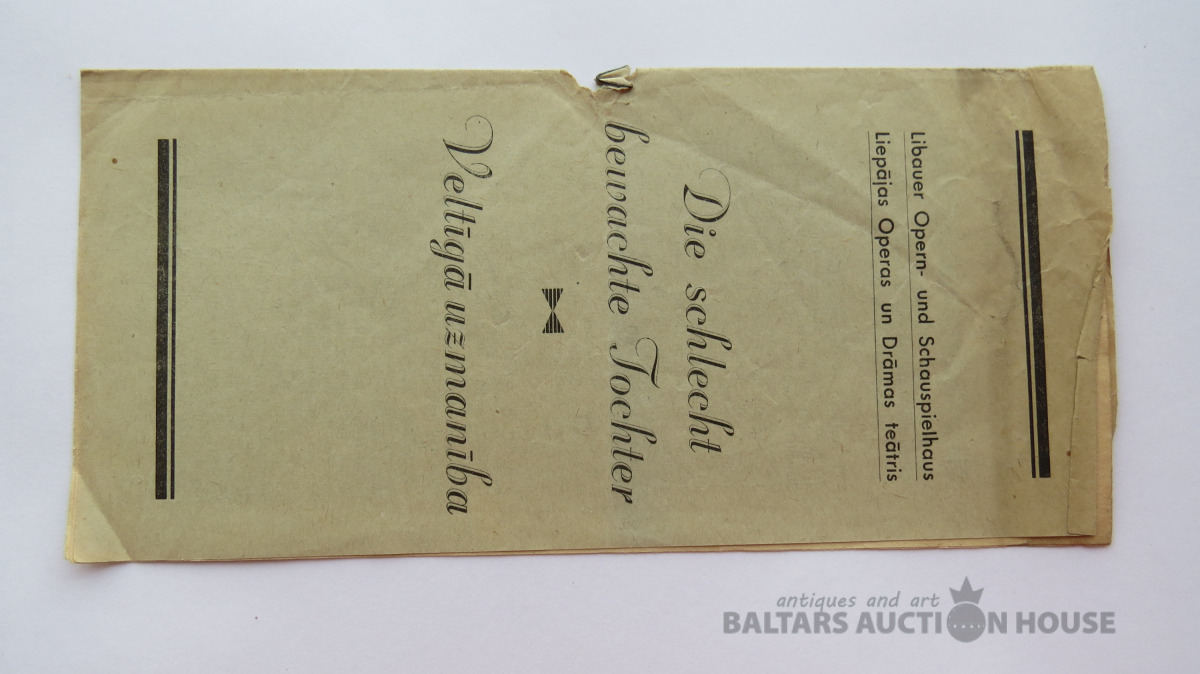 Libauer Opern- und Schauspielhaus
Liepājas Operas un Drāmas teātris
Die schlecht
bewachte Tochter
Veltīgā uzmanība
antiques and art
BALTARS AUCTION HOUSE